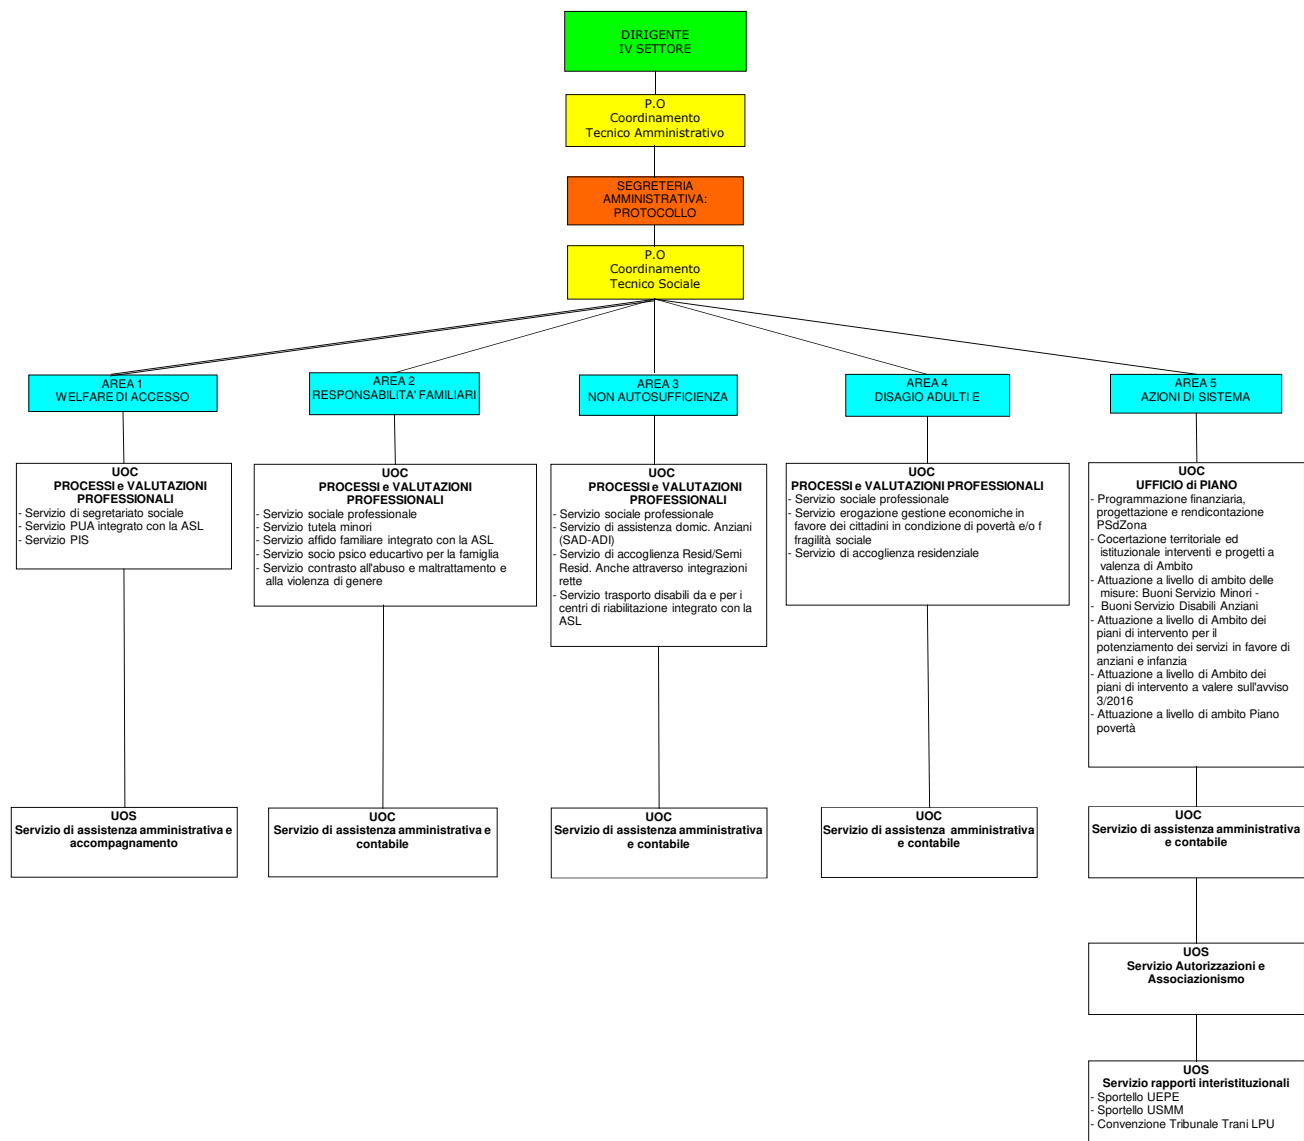 DIRIGENTE
IV SETTORE
P.O
Coordinamento
Tecnico Amministrativo
SEGRETERIA
AMMINISTRATIVA:
PROTOCOLLO
P.O
Coordinamento
Tecnico Sociale
AREA 1
WELFARE DI ACCESSO
AREA 2
RESPONSABILITA' FAMILIARI
AREA 3
NON AUTOSUFFICIENZA
AREA 4
DISAGIO ADULTI E
AREA 5
AZIONI DI SISTEMA
UOC
PROCESSI e VALUTAZIONI
PROFESSIONALI
- Servizio di segretariato sociale
- Servizio PUA integrato con la ASL
- Servizio PIS
UOC
PROCESSI e VALUTAZIONI
PROFESSIONALI
- Servizio sociale professionale
- Servizio tutela minori
- Servizio affido familiare integrato con la ASL
- Servizio socio psico educartivo per la famiglia
- Servizio contrasto all'abuso e maltrattamento e
alla violenza di genere
UOC
PROCESSI e VALUTAZIONI
PROFESSIONALI
- Servizio sociale professionale
- Servizio di assistenza domic. Anziani
(SAD-ADI)
- Servizio di accoglienza Resid/Semi
Resid. Anche attraverso integrazioni
rette
- Servizio trasporto disabili da e per i
centri di riabilitazione integrato con la
ASL
UOC
PROCESSI e VALUTAZIONI PROFESSIONALI
- Servizio sociale professionale
- Servizio erogazione gestione economiche in
favore dei cittadini in condizione di povertà e/o f
fragilità sociale
- Servizio di accoglienza residenziale
UOC
UFFICIO di PIANO
- Programmazione finanziaria,
progettazione e rendicontazione
PSdZona
- Cocertazione territoriale ed
istituzionale interventi e progetti a
valenza di Ambito
- Attuazione a livello di ambito delle
misure: Buoni Servizio Minori -
- Buoni Servizio Disabili Anziani
- Attuazione a livello di Ambito dei
piani di intervento per il
potenziamento dei servizi in favore di
anziani e infanzia
- Attuazione a livello di Ambito dei
piani di intervento a valere sull'avviso
3/2016
- Attuazione a livello di ambito Piano
povertà
UOS
Servizio di assistenza amministrativa e
accompagnamento
UOC
Servizio di assistenza amministrativa e
contabile
UOC
Servizio di assistenza amministrativa
e contabile
UOC
Servizio di assistenza amministrativa
e contabile
UOC
Servizio di assistenza amministrativa
e contabile
UOS
Servizio Autorizzazioni e
Associazionismo
UOS
Servizio rapporti interistituzionali
- Sportello UEPE
- Sportello USMM
- Convenzione Tribunale Trani LPU